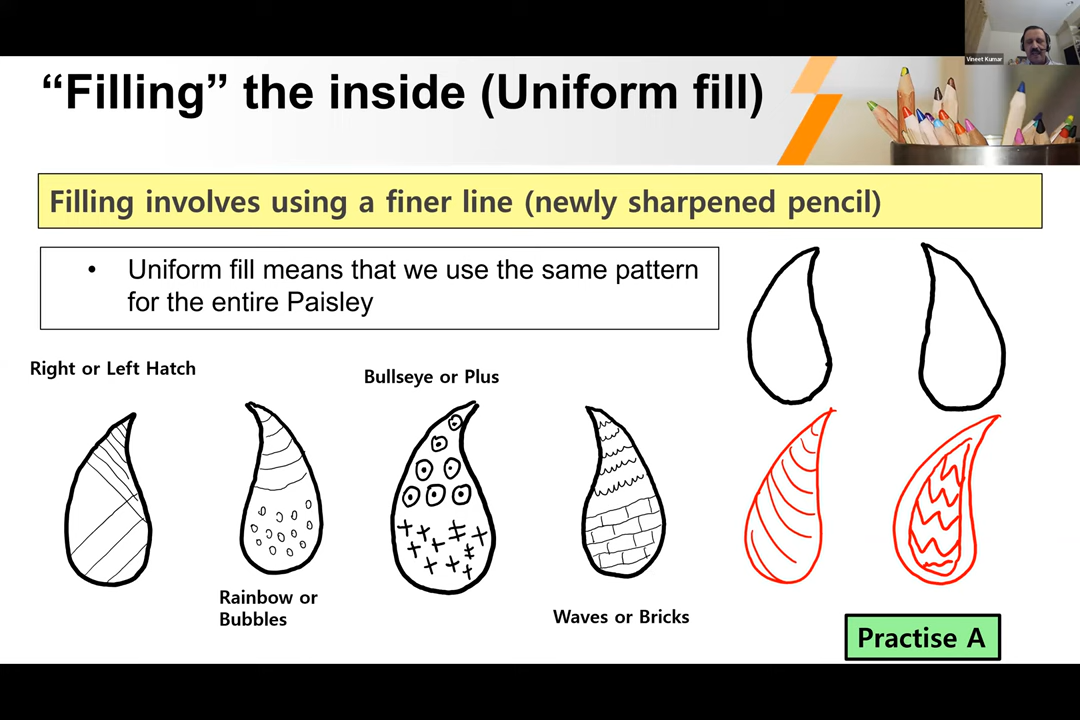 Vineet Kumar
“Filling” the inside (Uniform fill)
Filling involves using a finer line (newly sharpened pencil)
• Uniform fill means that we use the same pattern
for the entire Paisley
Right or Left Hatch
Bullseye or Plus
Rainbow or
Bubbles
Waves or Bricks
Practise A